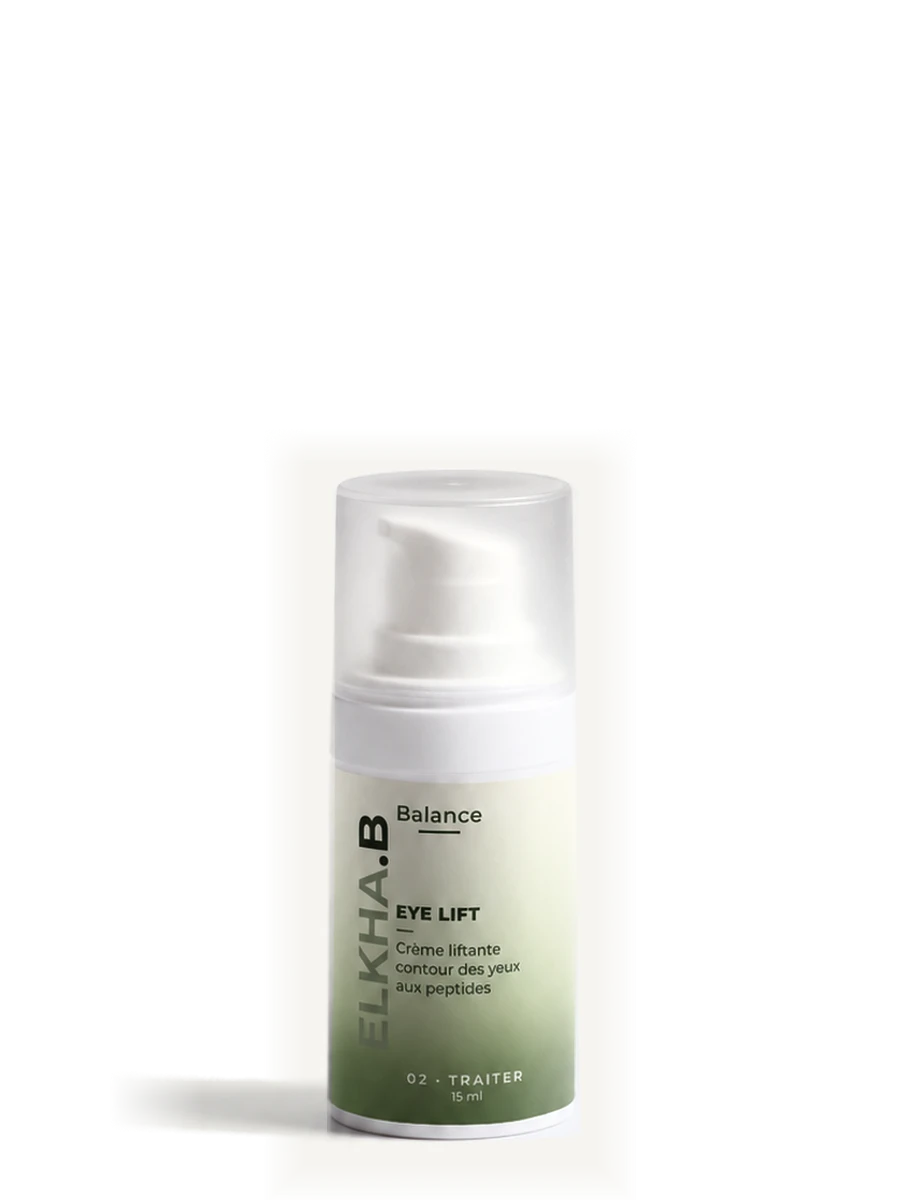 ELKHA.B
Balance
EYE LIFT
Crème liftante
contour des yeux
aux peptides
02 · TRAITER
15 ml